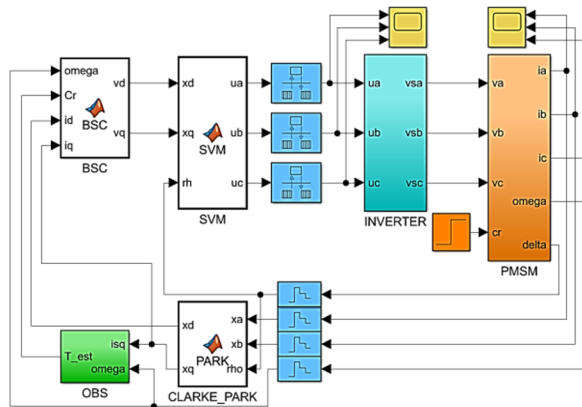 omega
Cr
id
iq
vd
vq
BSC
BSC
xd
xq
rh
ua
ub
uc
SVM
SVM
ua
ub
uc
vsa
vsb
vsc
INVERTER
va
vb
vc
cr
ia
ib
ic
omega
delta
PMSM
T_est
isq
omega
OBS
xd
xq
PARK
xa
xb
rho
CLARKE_PARK